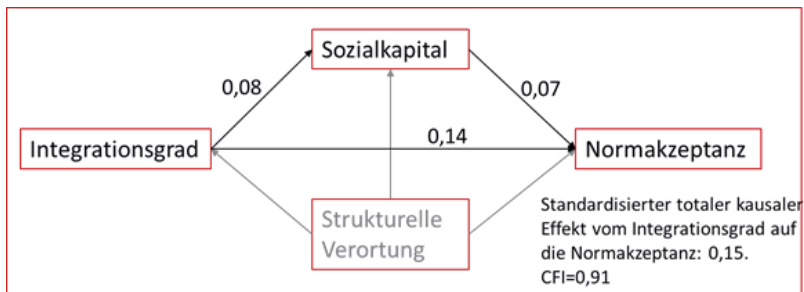 Sozialkapital
0,08
0,07
0,14
Integrationsgrad
Normakzeptanz
Strukturelle
Verortung
Standardisierter totaler kausaler
Effekt vom Integrationsgrad auf
die Normakzeptanz: 0,15.
CFI=0,91